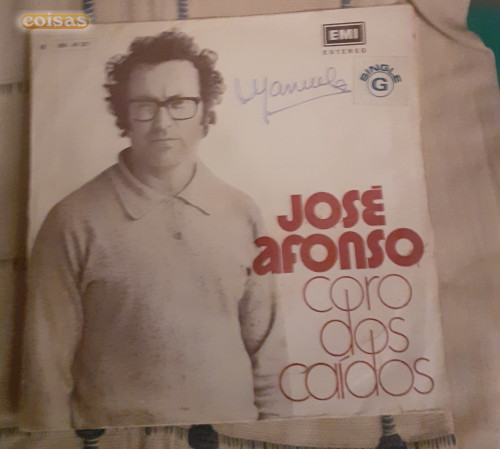 coisas
EMI
ESTEREO
Manuela
SINGLE
G
JOSÉ
AFONSO
coro
dos
caídos